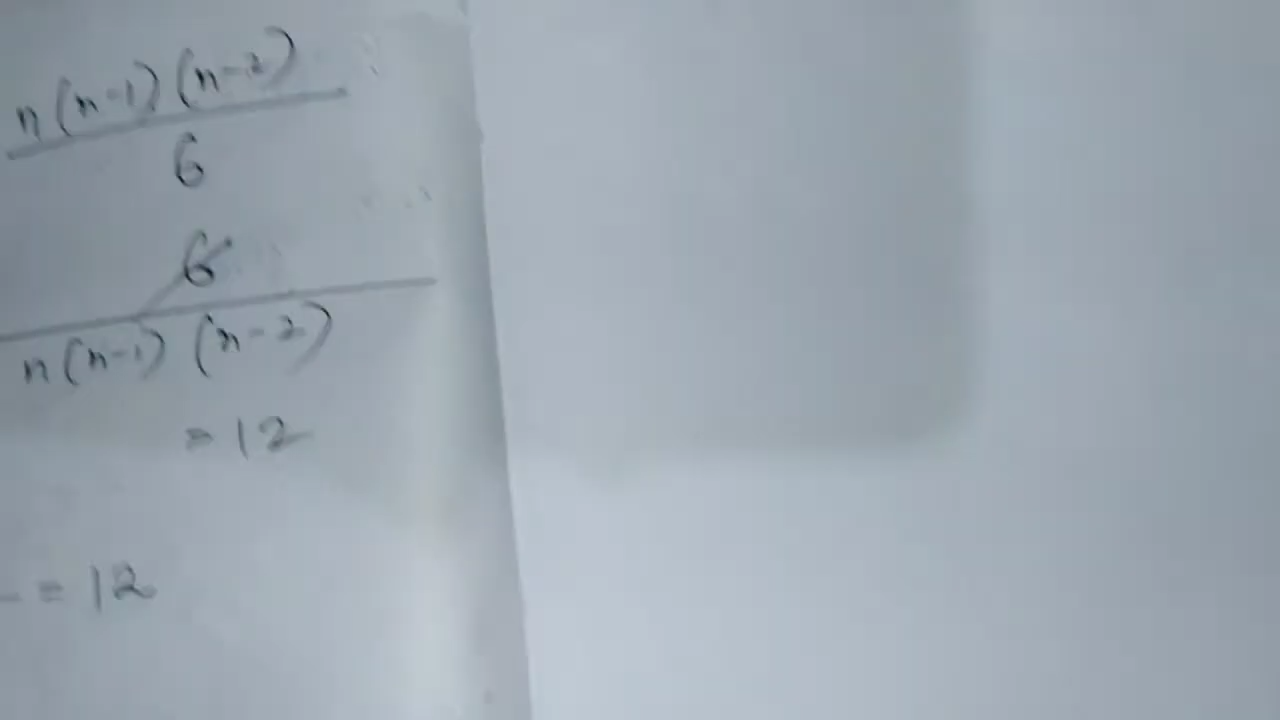 n(n-1)(n-2)
6
6
n(n-1) (n-2)
= 12
= 12